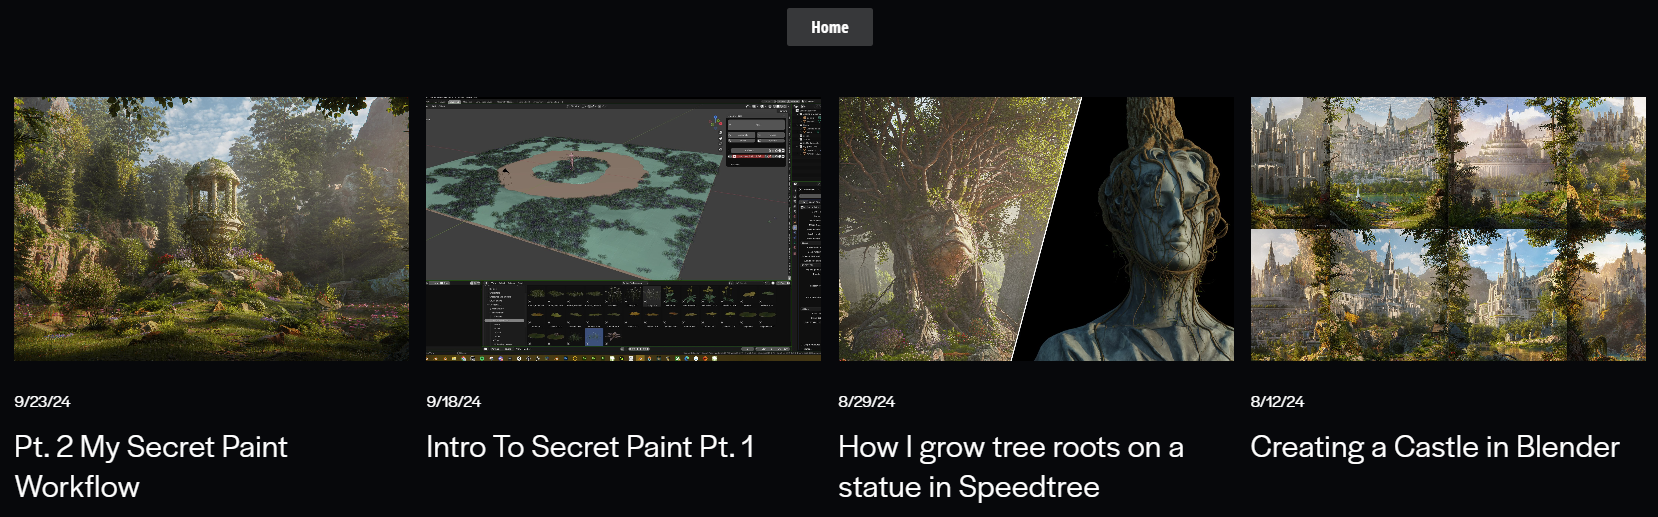 Home
9/23/24
Pt. 2 My Secret Paint
Workflow
9/18/24
Intro To Secret Paint Pt. 1
8/29/24
How I grow tree roots on a
statue in Speedtree
8/12/24
Creating a Castle in Blender